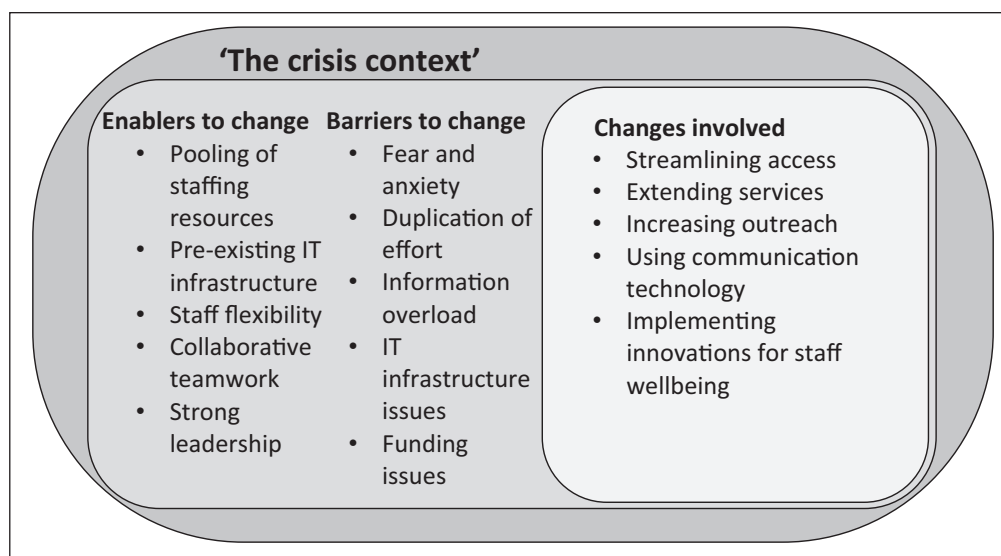 ‘The crisis context’
Enablers to change
• Pooling of
staffing
resources
• Pre-existing IT
infrastructure
• Staff flexibility
• Collaborative
teamwork
• Strong
leadership
Barriers to change
• Fear and
anxiety
• Duplication of
effort
• Information
overload
• IT
infrastructure
issues
• Funding
issues
Changes involved
• Streamlining access
• Extending services
• Increasing outreach
• Using communication
technology
• Implementing
innovations for staff
wellbeing